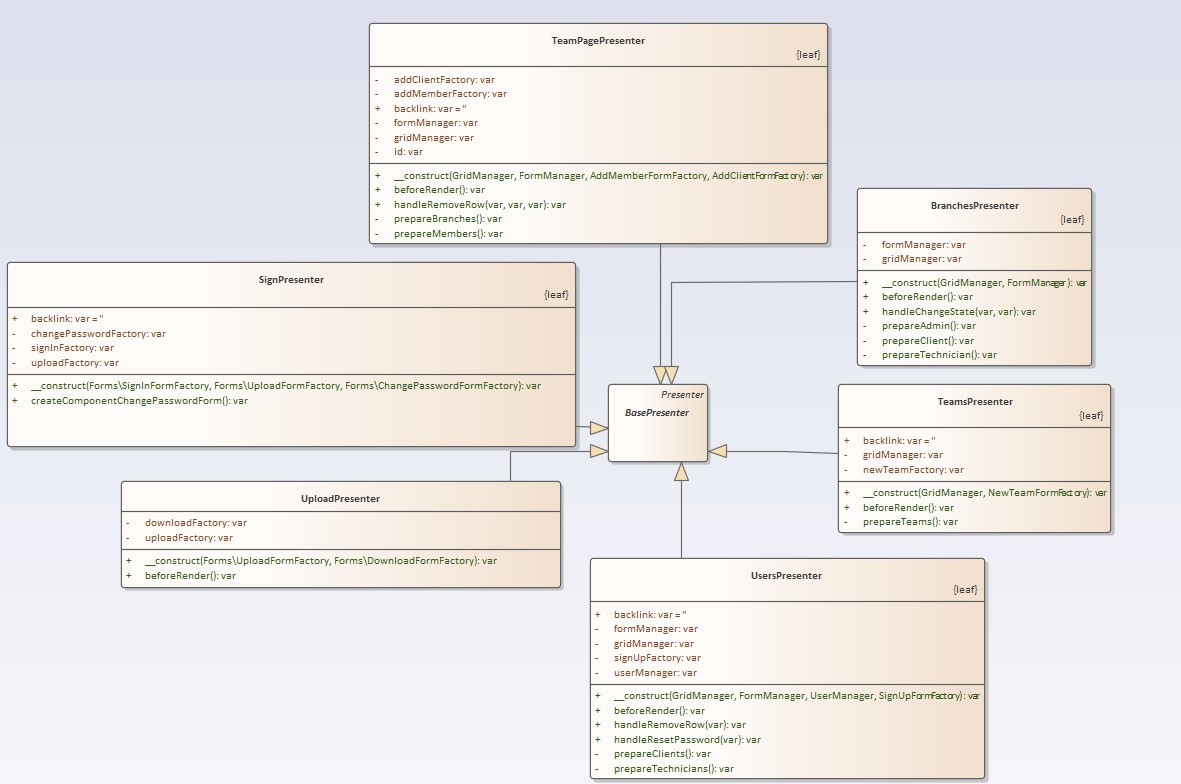 TeamPagePresenter
{leaf}
- addClientFactory: var
- addMemberFactory: var
+ backlink: var = ''
- formManager: var
- gridManager: var
- id: var
+ __construct(GridManager, FormManager, AddMemberFormFactory, AddClientFormFactory): var
+ beforeRender(): var
+ handleRemoveRow(var, var, var): var
- prepareBranches(): var
- prepareMembers(): var
BranchesPresenter
{leaf}
- formManager: var
- gridManager: var
+ __construct(GridManager, FormManager): var
+ beforeRender(): var
+ handleChangeState(var, var): var
- prepareAdmin(): var
- prepareClient(): var
- prepareTechnician(): var
SignPresenter
{leaf}
+ backlink: var = ''
- changePasswordFactory: var
- signInFactory: var
- uploadFactory: var
+ __construct(Forms\SignInFormFactory, Forms\UploadFormFactory, Forms\ChangePasswordFormFactory): var
+ createComponentChangePasswordForm(): var
Presenter
BasePresenter
TeamsPresenter
{leaf}
+ backlink: var = ''
- gridManager: var
- newTeamFactory: var
+ __construct(GridManager, NewTeamFormFactory): var
+ beforeRender(): var
- prepareTeams(): var
UploadPresenter
- downloadFactory: var
- uploadFactory: var
+ __construct(Forms\UploadFormFactory, Forms\DownloadFormFactory): var
+ beforeRender(): var
UsersPresenter
{leaf}
+ backlink: var = ''
- formManager: var
- gridManager: var
- signUpFactory: var
- userManager: var
+ __construct(GridManager, FormManager, UserManager, SignUpFormFactory): var
+ beforeRender(): var
+ handleRemoveRow(var): var
+ handleResetPassword(var): var
- prepareClients(): var
- prepareTechnicians(): var